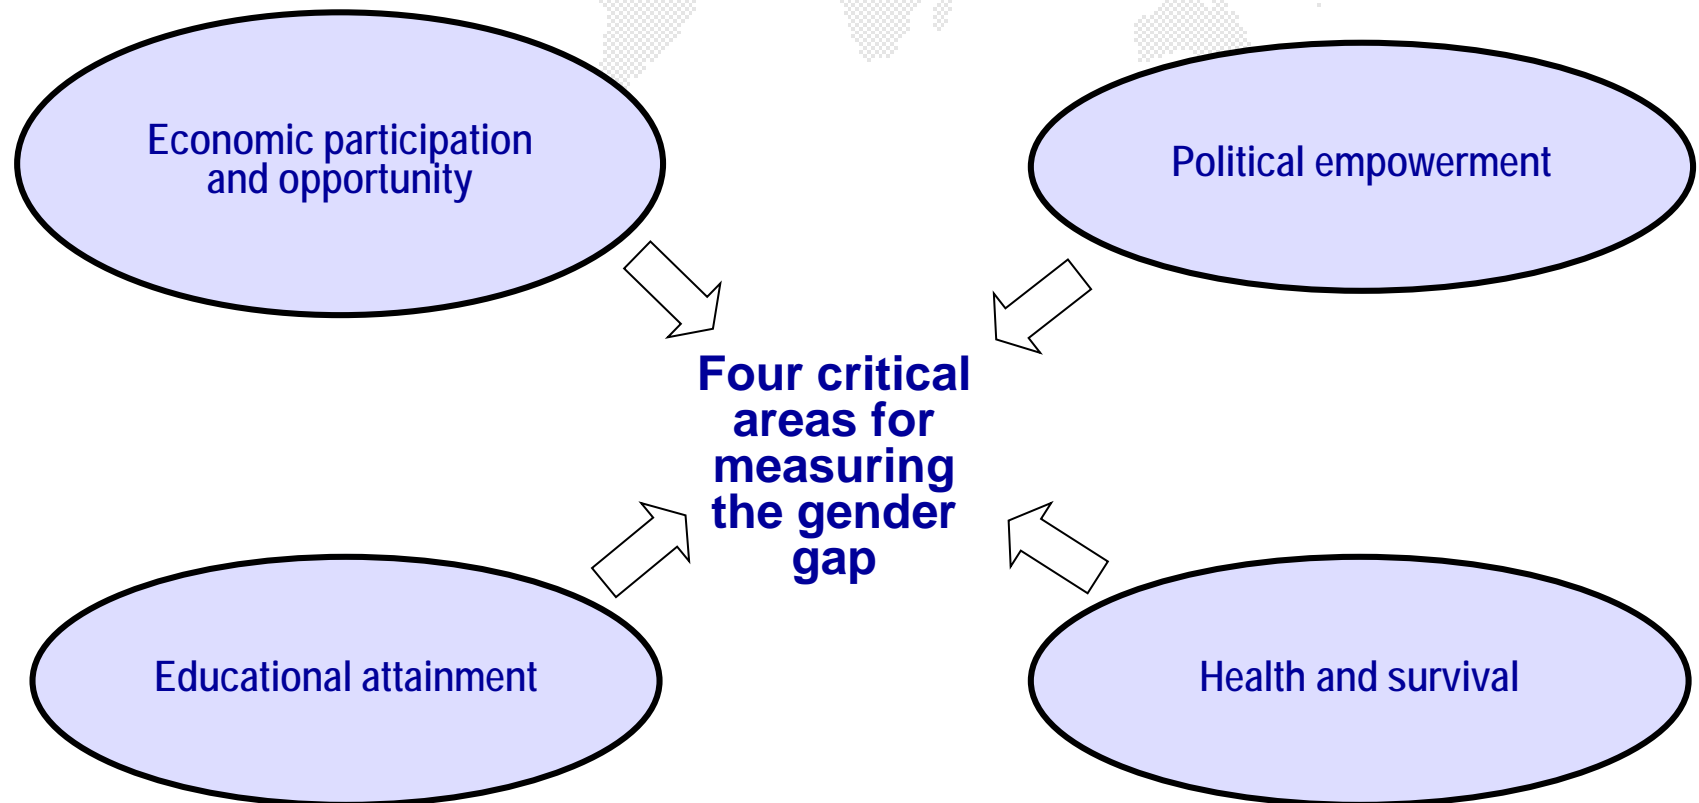 Economic participation
and opportunity
Political empowerment
Four critical
areas for
measuring
the gender
gap
Educational attainment
Health and survival